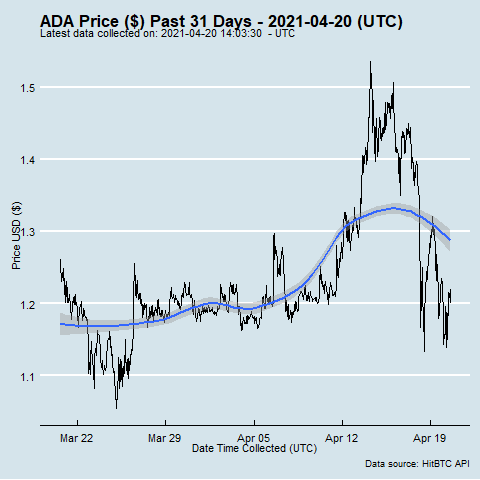 ADA Price ($) Past 31 Days - 2021-04-20 (UTC)
Latest data collected on: 2021-04-20 14:03:30 - UTC
Price USD ($)
1.5
1.4
1.3
1.2
1.1
Mar 22 Mar 29 Apr 05 Apr 12 Apr 19
Date Time Collected (UTC)
Data source: HitBTC API